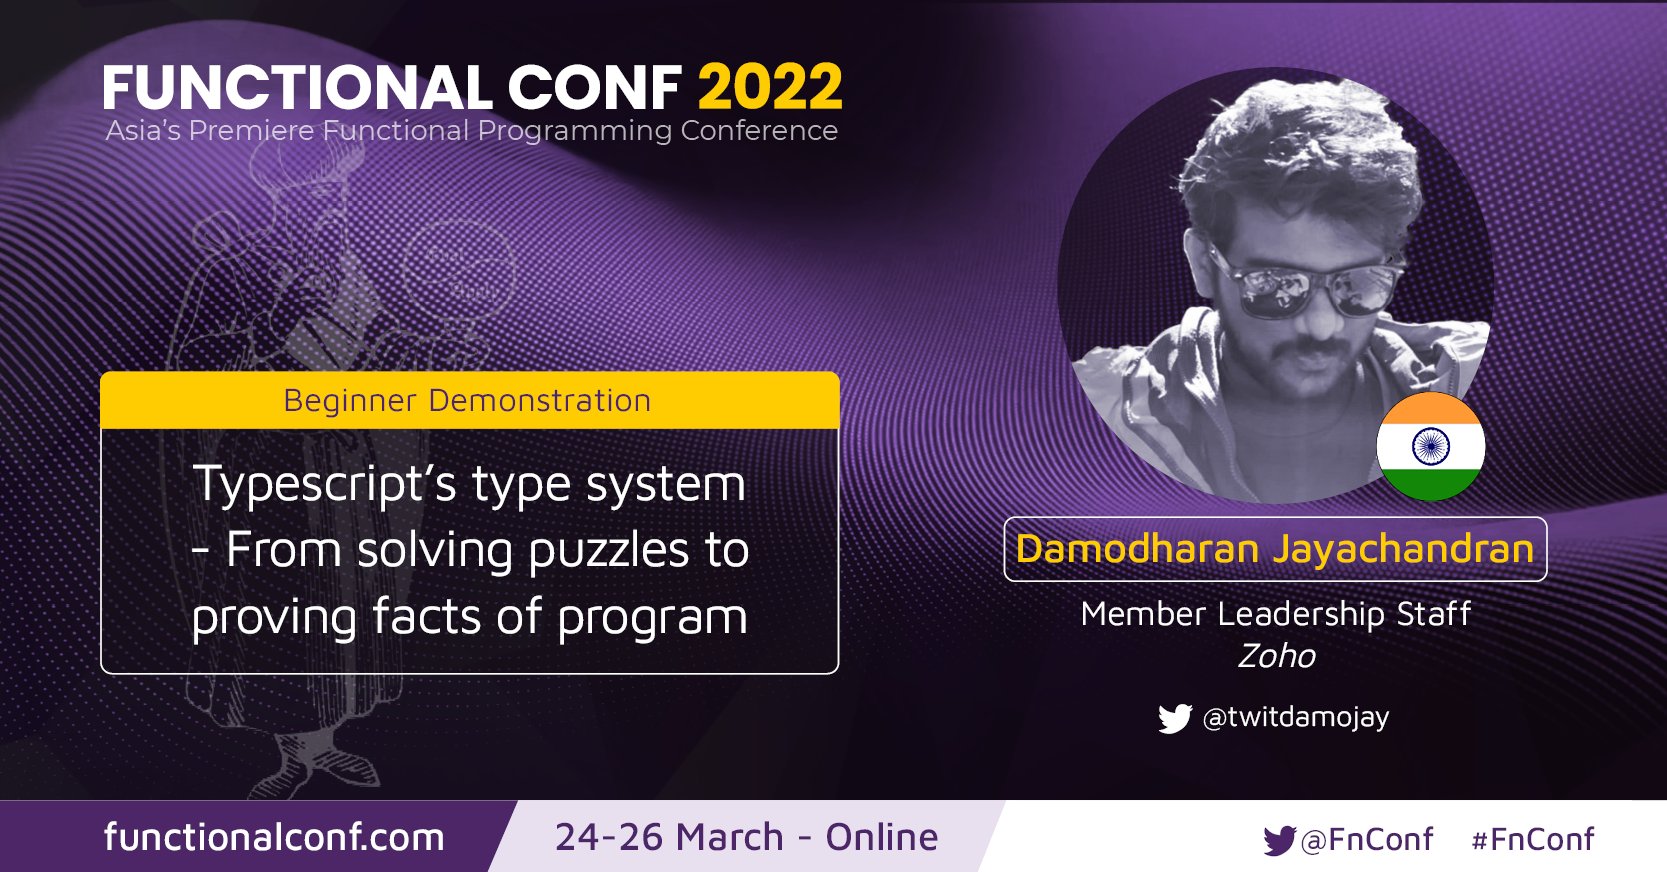 FUNCTIONAL CONF 2022
Asia's Premiere Functional Programming Conference
Beginner Demonstration
Typescript’s type system
- From solving puzzles to
proving facts of program
Damodharan Jayachandran
Member Leadership Staff
Zoho
@twitdamojay
functionalconf.com
24-26 March - Online
@FnConf #FnConf